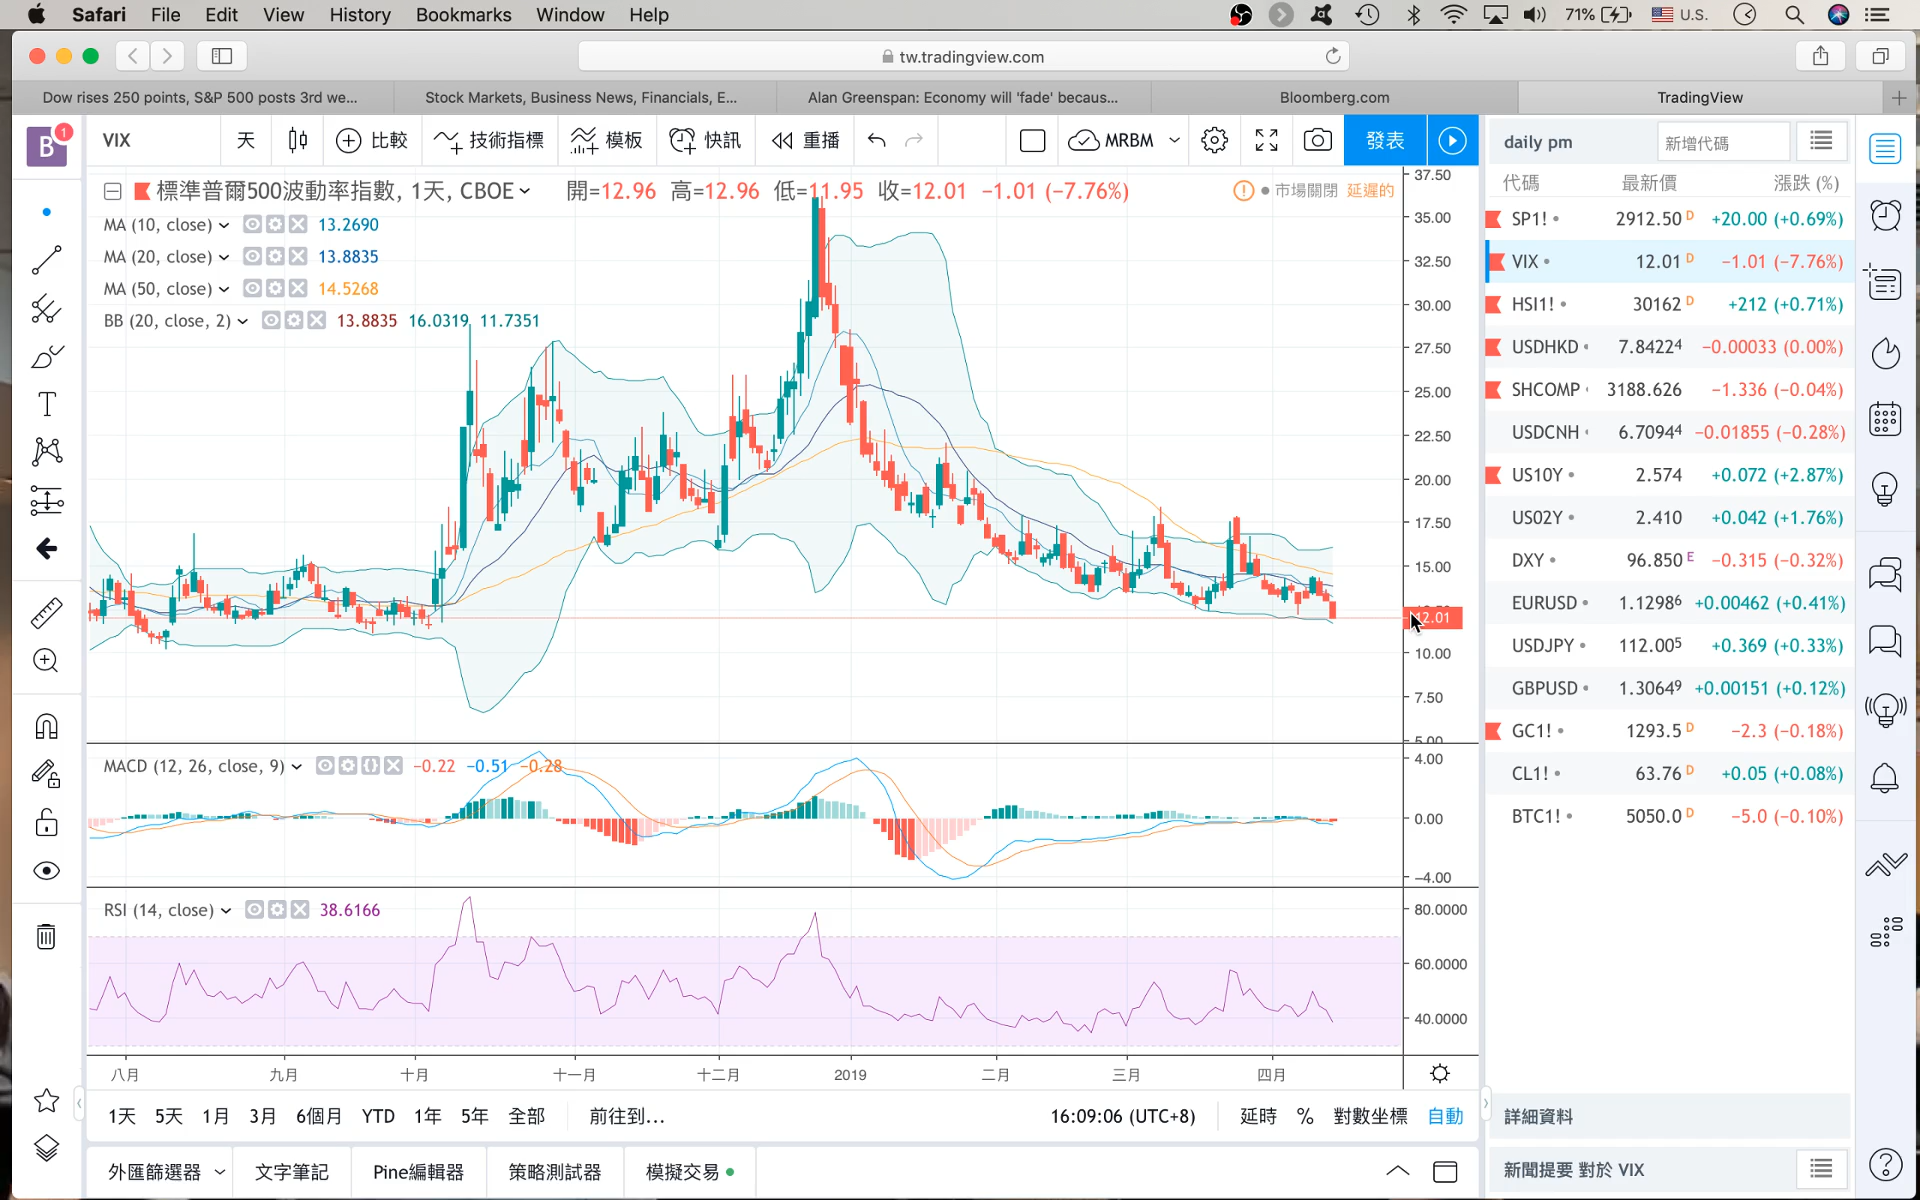 Safari File Edit View History Bookmarks Window Help 71% U.S.
tw.tradingview.com
Dow rises 250 points, S&P 500 posts 3rd we... Stock Markets, Business News, Financials, E... Alan Greenspan: Economy will 'fade' becaus... Bloomberg.com TradingView
B 1 VIX 天 比較 技術指標 模板 快訊 重播 MRBM 發表
daily pm 新增代碼
代碼 最新價 漲跌 (%)
標準普爾500波動率指數, 1天, CBOE 開=12.96 高=12.96 低=11.95 收=12.01 −1.01 (−7.76%) 市場關閉 延遲的
MA (10, close) 13.2690
MA (20, close) 13.8835
MA (50, close) 14.5268
BB (20, close, 2) 13.8835 16.0319 11.7351
37.50
35.00
32.50
30.00
27.50
25.00
22.50
20.00
17.50
15.00
12.01
10.00
7.50
5.00
MACD (12, 26, close, 9) −0.22 −0.51 −0.28
4.00
0.00
−4.00
RSI (14, close) 38.6166
80.0000
60.0000
40.0000
八月 九月 十月 十一月 十二月 2019 二月 三月 四月
1天 5天 1月 3月 6個月 YTD 1年 5年 全部 前往到... 16:09:06 (UTC+8) 延時 % 對數坐標 自動
外匯篩選器 文字筆記 Pine編輯器 策略測試器 模擬交易
SP1! 2912.50 D +20.00 (+0.69%)
VIX 12.01 D −1.01 (−7.76%)
HSI1! 30162 D +212 (+0.71%)
USDHKD 7.8422⁴ −0.00033 (0.00%)
SHCOMP 3188.626 −1.336 (−0.04%)
USDCNH 6.7094⁴ −0.01855 (−0.28%)
US10Y 2.574 +0.072 (+2.87%)
US02Y 2.410 +0.042 (+1.76%)
DXY 96.850 E −0.315 (−0.32%)
EURUSD 1.1298⁶ +0.00462 (+0.41%)
USDJPY 112.00⁵ +0.369 (+0.33%)
GBPUSD 1.3064⁹ +0.00151 (+0.12%)
GC1! 1293.5 D −2.3 (−0.18%)
CL1! 63.76 D +0.05 (+0.08%)
BTC1! 5050.0 D −5.0 (−0.10%)
詳細資料
新聞提要 對於 VIX